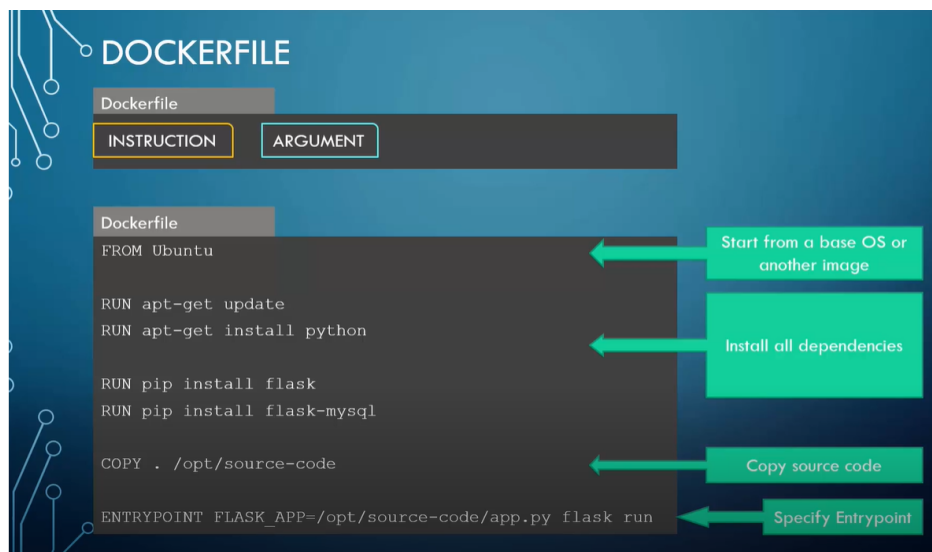 DOCKERFILE
Dockerfile
INSTRUCTION ARGUMENT
Dockerfile
FROM Ubuntu
Start from a base OS or
another image
RUN apt-get update
RUN apt-get install python
Install all dependencies
RUN pip install flask
RUN pip install flask-mysql
COPY . /opt/source-code
Copy source code
ENTRYPOINT FLASK_APP=/opt/source-code/app.py flask run
Specify Entrypoint